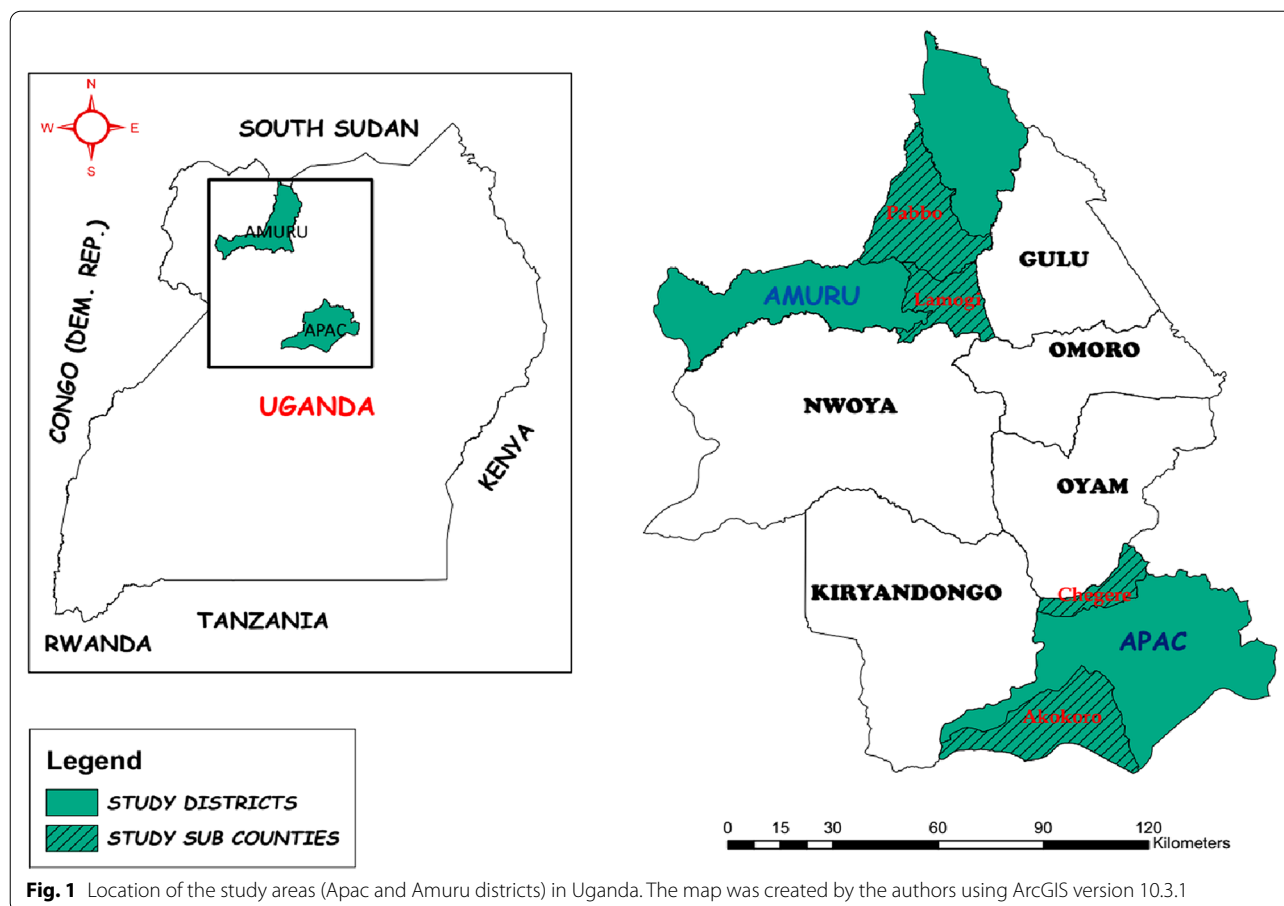 N
W E
S
SOUTH SUDAN
CONGO (DEM. REP.)
AMURU
APAC
UGANDA
KENYA
TANZANIA
RWANDA
Legend
STUDY DISTRICTS
STUDY SUB COUNTIES
Pabbo
GULU
AMURU
Lamogi
OMORO
NWOYA
OYAM
Chegere
KIRYANDONGO
APAC
Akokoro
0 15 30 60 90 120
Kilometers
Fig. 1 Location of the study areas (Apac and Amuru districts) in Uganda. The map was created by the authors using ArcGIS version 10.3.1